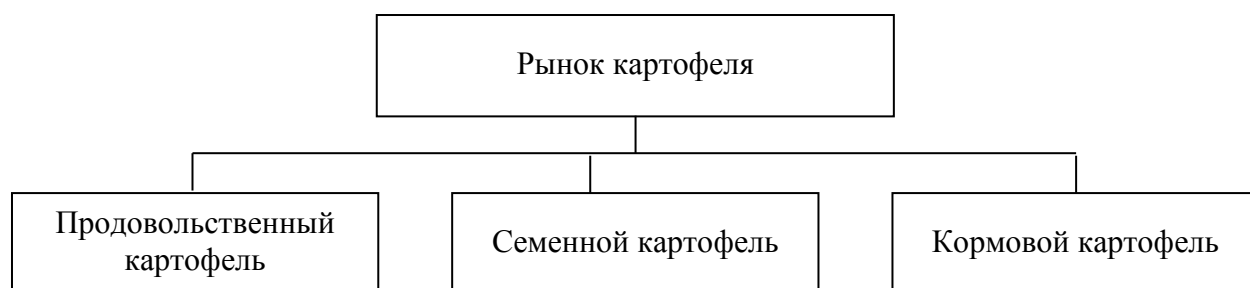 Рынок картофеля
Продовольственный
картофель
Семенной картофель
Кормовой картофель